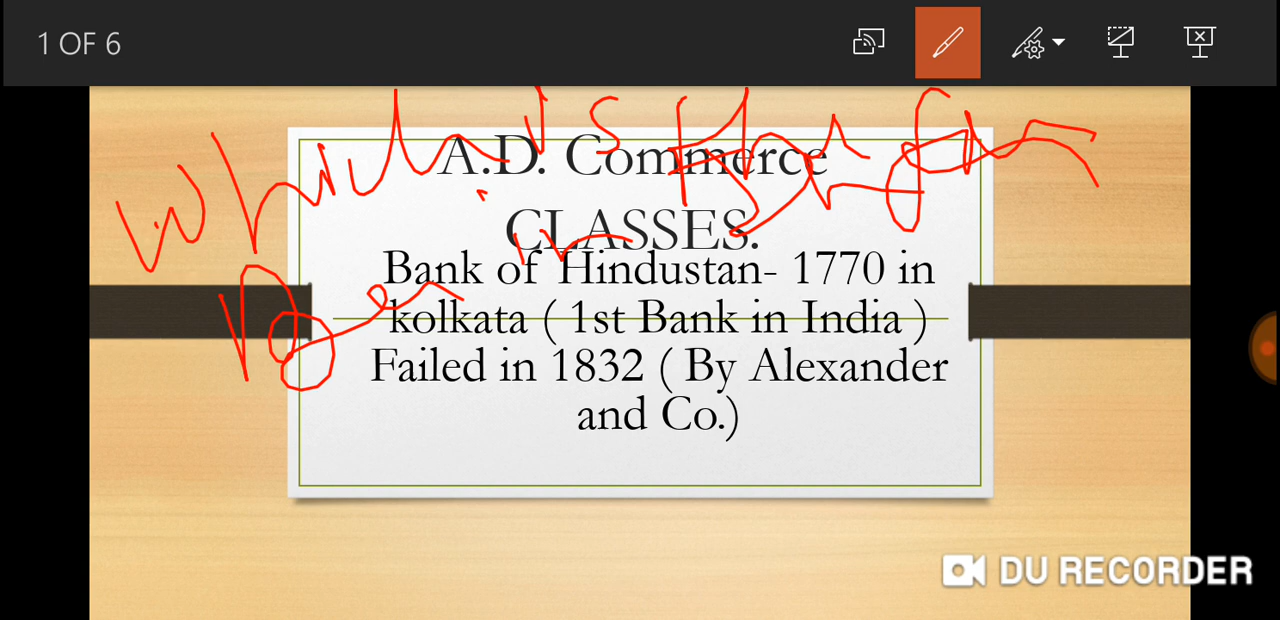 1 OF 6
A.D. Commerce
CLASSES.
Bank of Hindustan- 1770 in
kolkata ( 1st Bank in India )
Failed in 1832 ( By Alexander
and Co.)
DU RECORDER